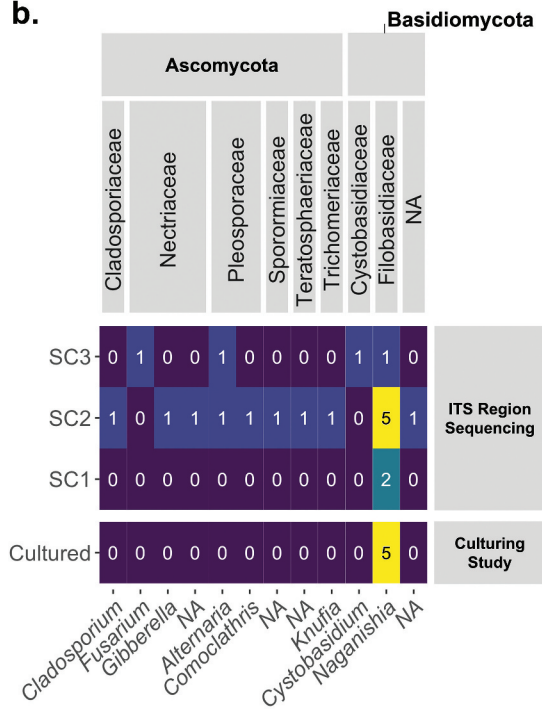 b.
Basidiomycota
Ascomycota
Cladosporiaceae
Nectriaceae
Pleosporaceae
Sporormiaceae
Teratosphaeriaceae
Trichomeriaceae
Cystobasidiaceae
Filobasidiaceae
NA
SC3 0 1 0 0 1 0 0 0 0 1 1 0
SC2 1 0 1 1 1 1 1 1 1 0 5 1
SC1 0 0 0 0 0 0 0 0 0 0 2 0
ITS Region
Sequencing
Cultured 0 0 0 0 0 0 0 0 0 0 5 0
Culturing
Study
Cladosporium
Fusarium
Gibberella
NA
Alternaria
Comoclathris
NA
NA
Knufia
Cystobasidium
Naganishia
NA